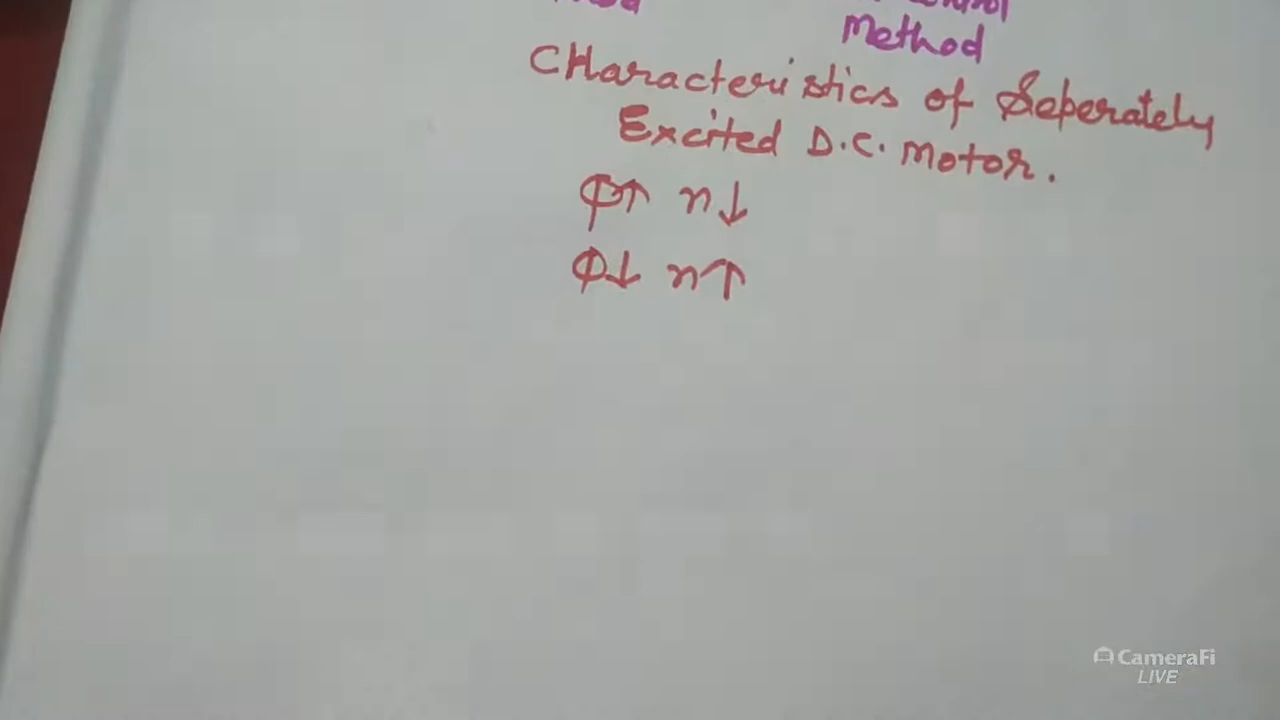 Method
CHaracteristics of Seperately
Excited D.C. Motor.
φ↑ n↓
φ↓ n↑
CameraFi
LIVE